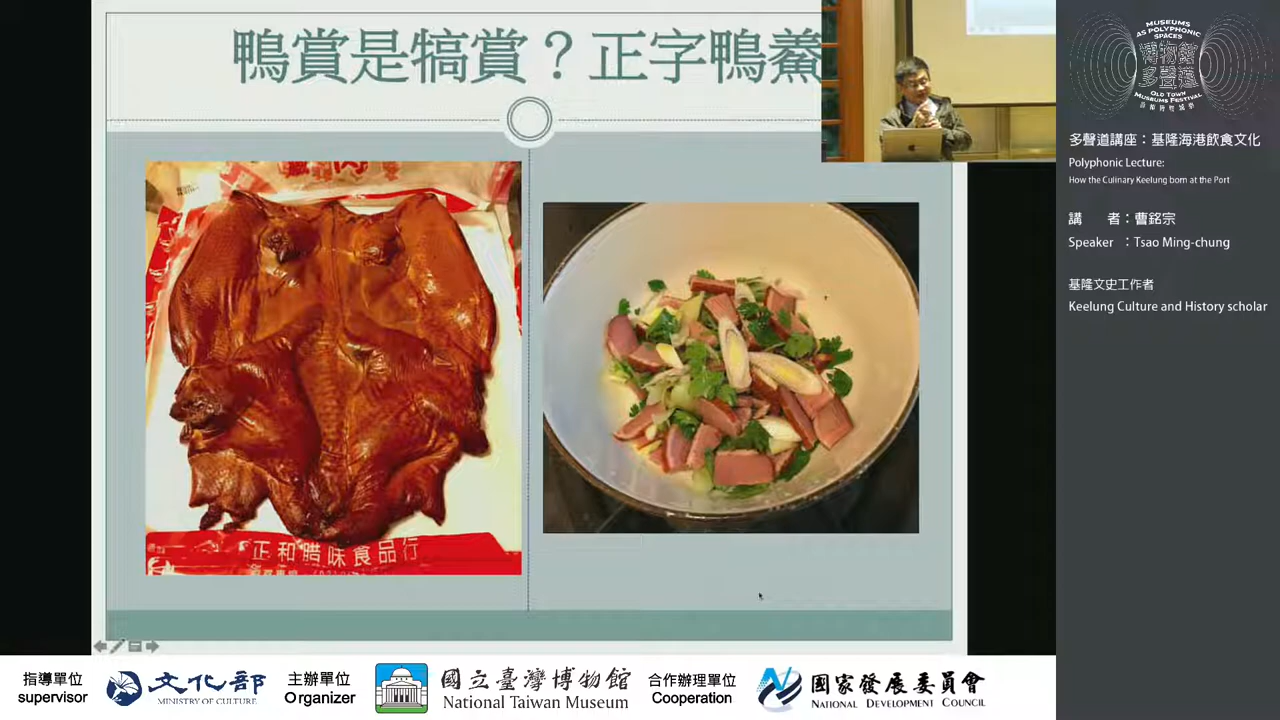 鴨賞是犒賞？正字鴨鯗
正和腊味食品行
MUSEUMS
AS POLYPHONIC
SPACES
博物館
多聲道
OLD TOWN
MUSEUMS FESTIVAL
多聲道講座：基隆海港飲食文化
Polyphonic Lecture:
How the Culinary Keelung born at the Port
講 者：曹銘宗
Speaker ：Tsao Ming-chung
基隆文史工作者
Keelung Culture and History scholar
指導單位
supervisor
文化部
MINISTRY OF CULTURE
主辦單位
Organizer
國立臺灣博物館
National Taiwan Museum
合作辦理單位
Cooperation
國家發展委員會
NATIONAL DEVELOPMENT COUNCIL